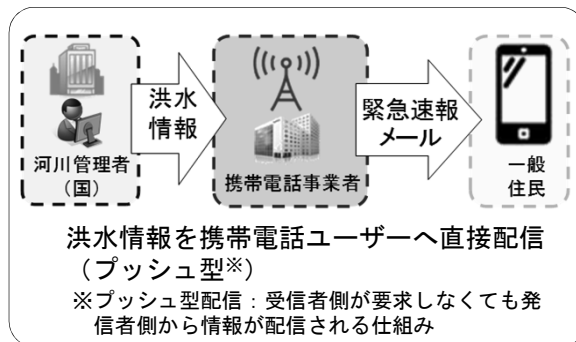 河川管理者
（国）
洪水
情報
携帯電話事業者
緊急速報
メール
一般
住民
洪水情報を携帯電話ユーザーへ直接配信
（プッシュ型※）
※プッシュ型配信：受信者側が要求しなくても発
信者側から情報が配信される仕組み